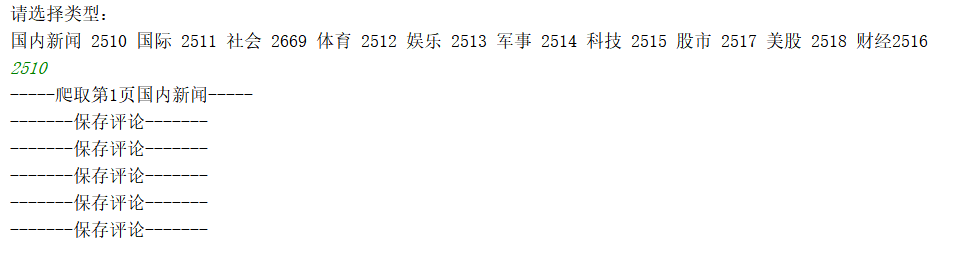 请选择类型:
国内新闻 2510 国际 2511 社会 2669 体育 2512 娱乐 2513 军事 2514 科技 2515 股市 2517 美股 2518 财经2516
2510
-----爬取第1页国内新闻-----
-------保存评论-------
-------保存评论-------
-------保存评论-------
-------保存评论-------
-------保存评论-------